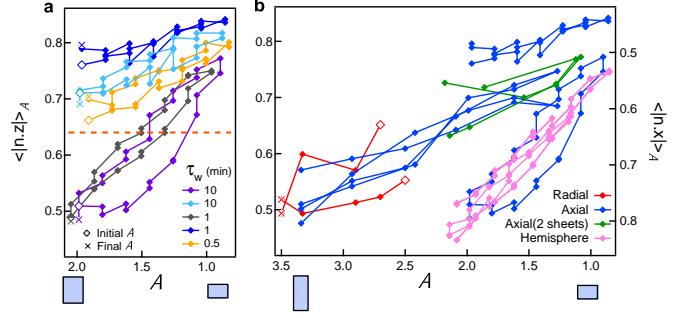 a
b
<|n.z|>A
0.8
0.7
0.6
0.5
τw (min)
10
10
1
1
0.5
Initial A
Final A
2.0
1.5
1.0
A
0.8
0.7
0.6
0.5
0.5
0.6
0.7
0.8
<|n.x|>A
Radial
Axial
Axial(2 sheets)
Hemisphere
3.5
3.0
2.5
2.0
1.5
1.0
A